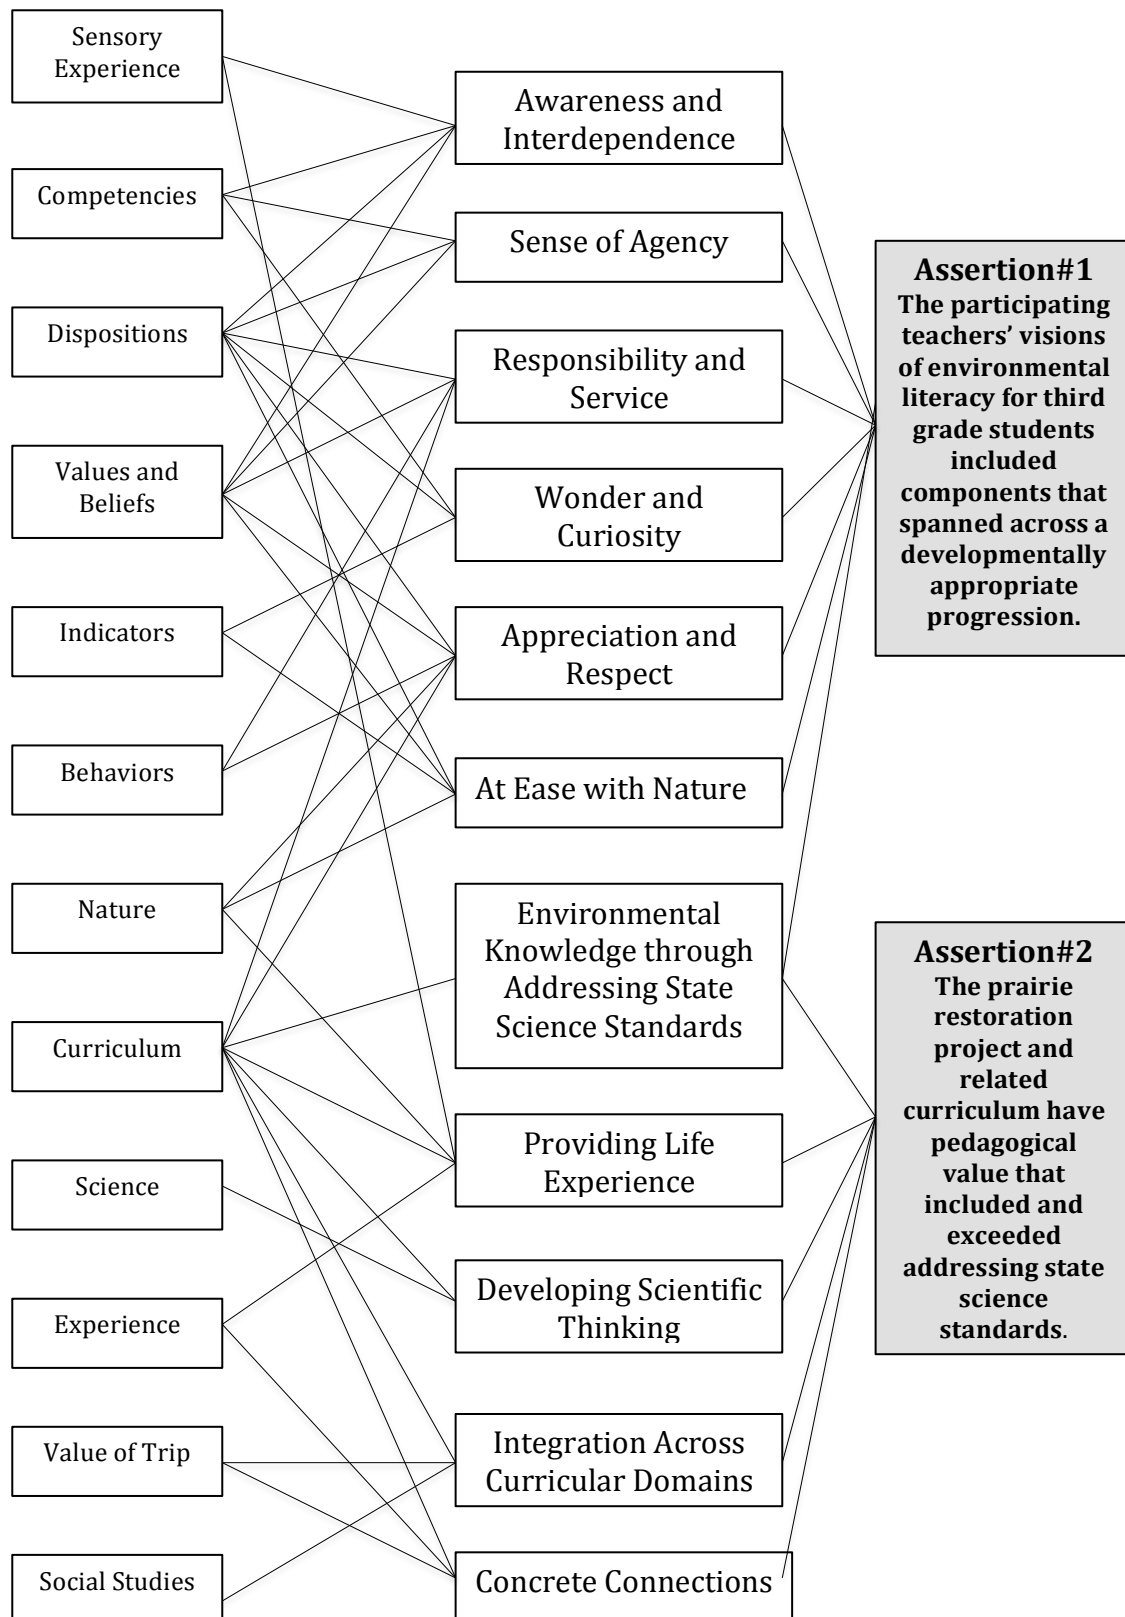 Sensory
Experience
Competencies
Dispositions
Values and
Beliefs
Indicators
Behaviors
Nature
Curriculum
Science
Experience
Value of Trip
Social Studies
Awareness and
Interdependence
Sense of Agency
Responsibility and
Service
Wonder and
Curiosity
Appreciation and
Respect
At Ease with Nature
Environmental
Knowledge through
Addressing State
Science Standards
Providing Life
Experience
Developing Scientific
Thinking
Integration Across
Curricular Domains
Concrete Connections
Assertion#1
The participating
teachers’ visions
of environmental
literacy for third
grade students
included
components that
spanned across a
developmentally
appropriate
progression.
Assertion#2
The prairie
restoration
project and
related
curriculum have
pedagogical
value that
included and
exceeded
addressing state
science
standards.